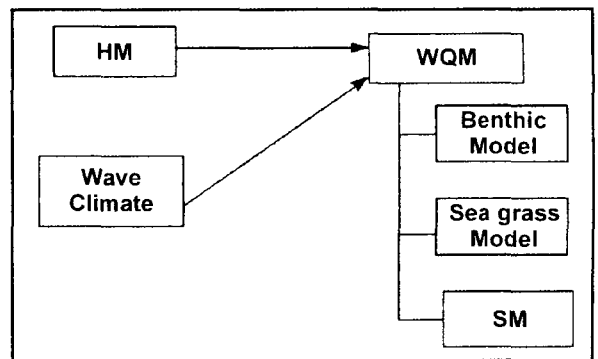 HM
WQM
Benthic
Model
Wave
Climate
Sea grass
Model
SM